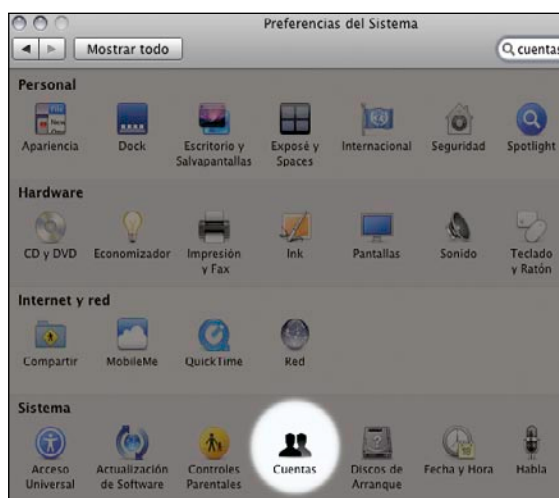 Preferencias del Sistema
Mostrar todo
cuentas
Personal
Apariencia
Dock
Escritorio y
Salvapantallas
Exposé y
Spaces
Internacional
Seguridad
Spotlight
Hardware
CD y DVD
Economizador
Impresión
y Fax
Ink
Pantallas
Sonido
Teclado
y Ratón
Internet y red
Compartir
MobileMe
QuickTime
Red
Sistema
Acceso
Universal
Actualización
de Software
Controles
Parentales
Cuentas
Discos de
Arranque
Fecha y Hora
Habla